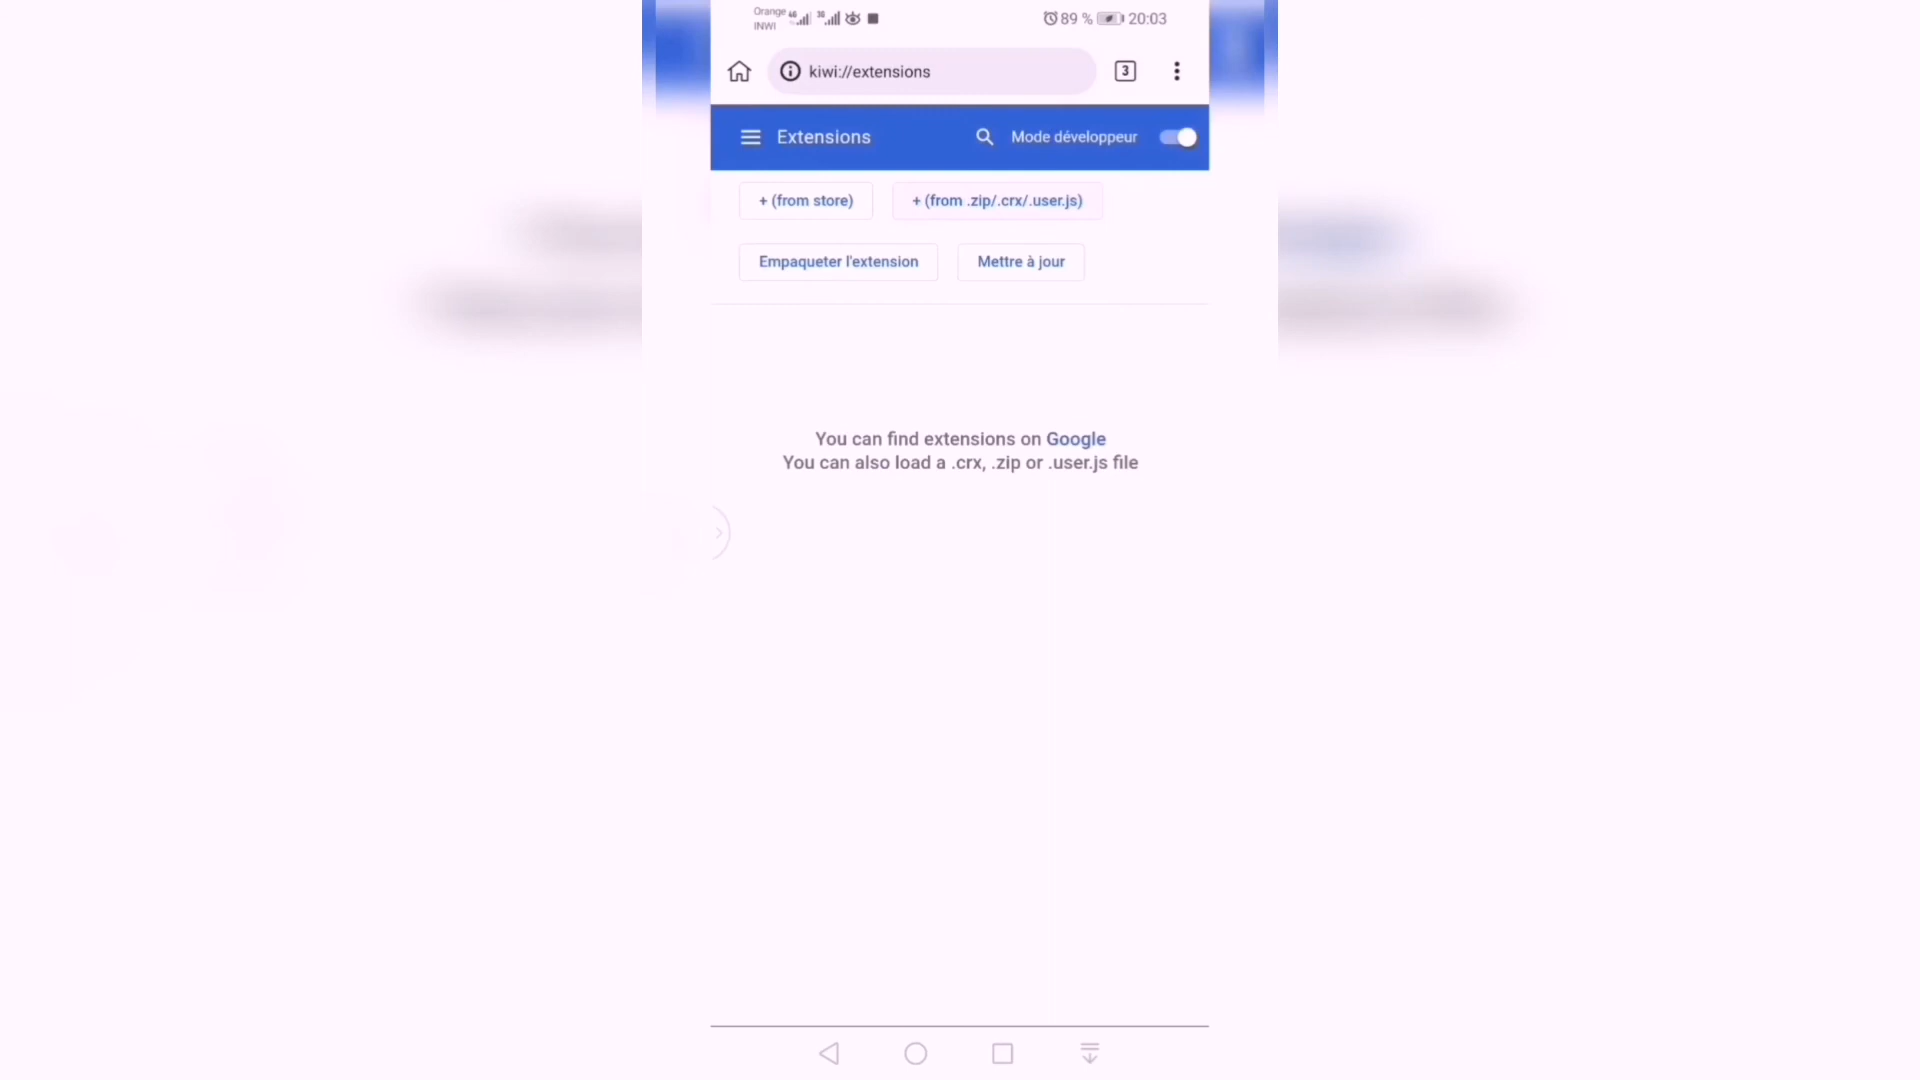 Orange 4G 3G 89 % 20:03
INWI
kiwi://extensions 3
Extensions Mode développeur
+ (from store) + (from .zip/.crx/.user.js)
Empaqueter l'extension Mettre à jour
You can find extensions on Google
You can also load a .crx, .zip or .user.js file